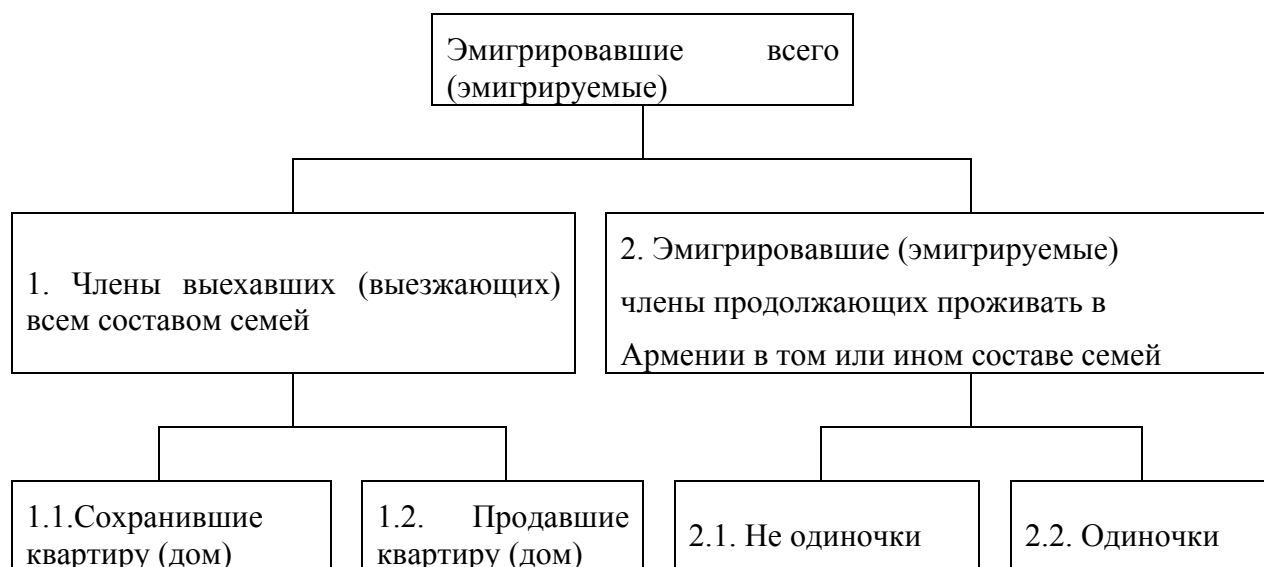 Эмигрировавшие всего
(эмигрируемые)
1. Члены выехавших (выезжающих)
всем составом семей
2. Эмигрировавшие (эмигрируемые)
члены продолжающих проживать в
Армении в том или ином составе семей
1.1.Сохранившие
квартиру (дом)
1.2. Продавшие
квартиру (дом)
2.1. Не одиночки
2.2. Одиночки